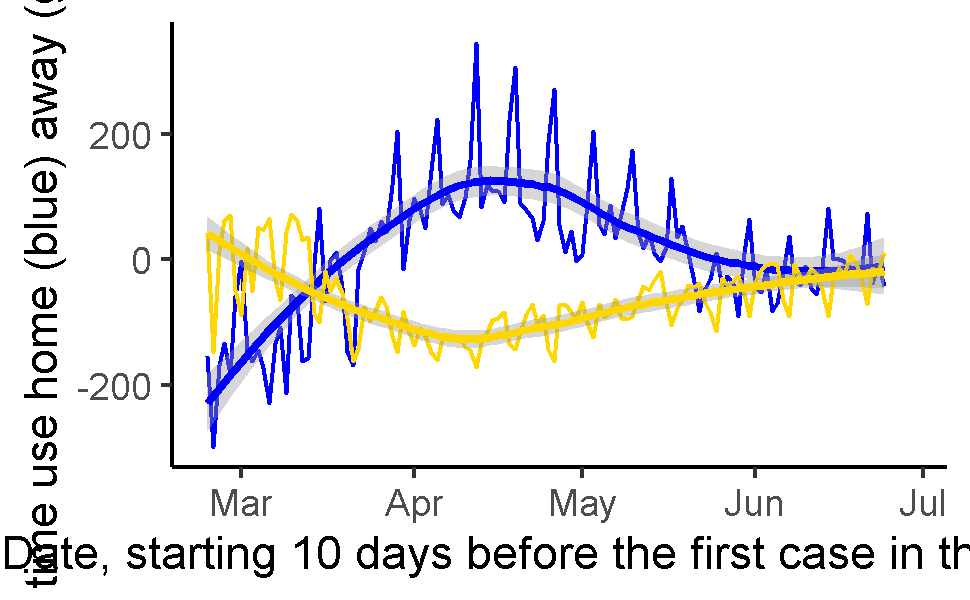 time use home (blue) away (
200
0
-200
Mar Apr May Jun Jul
Date, starting 10 days before the first case in th